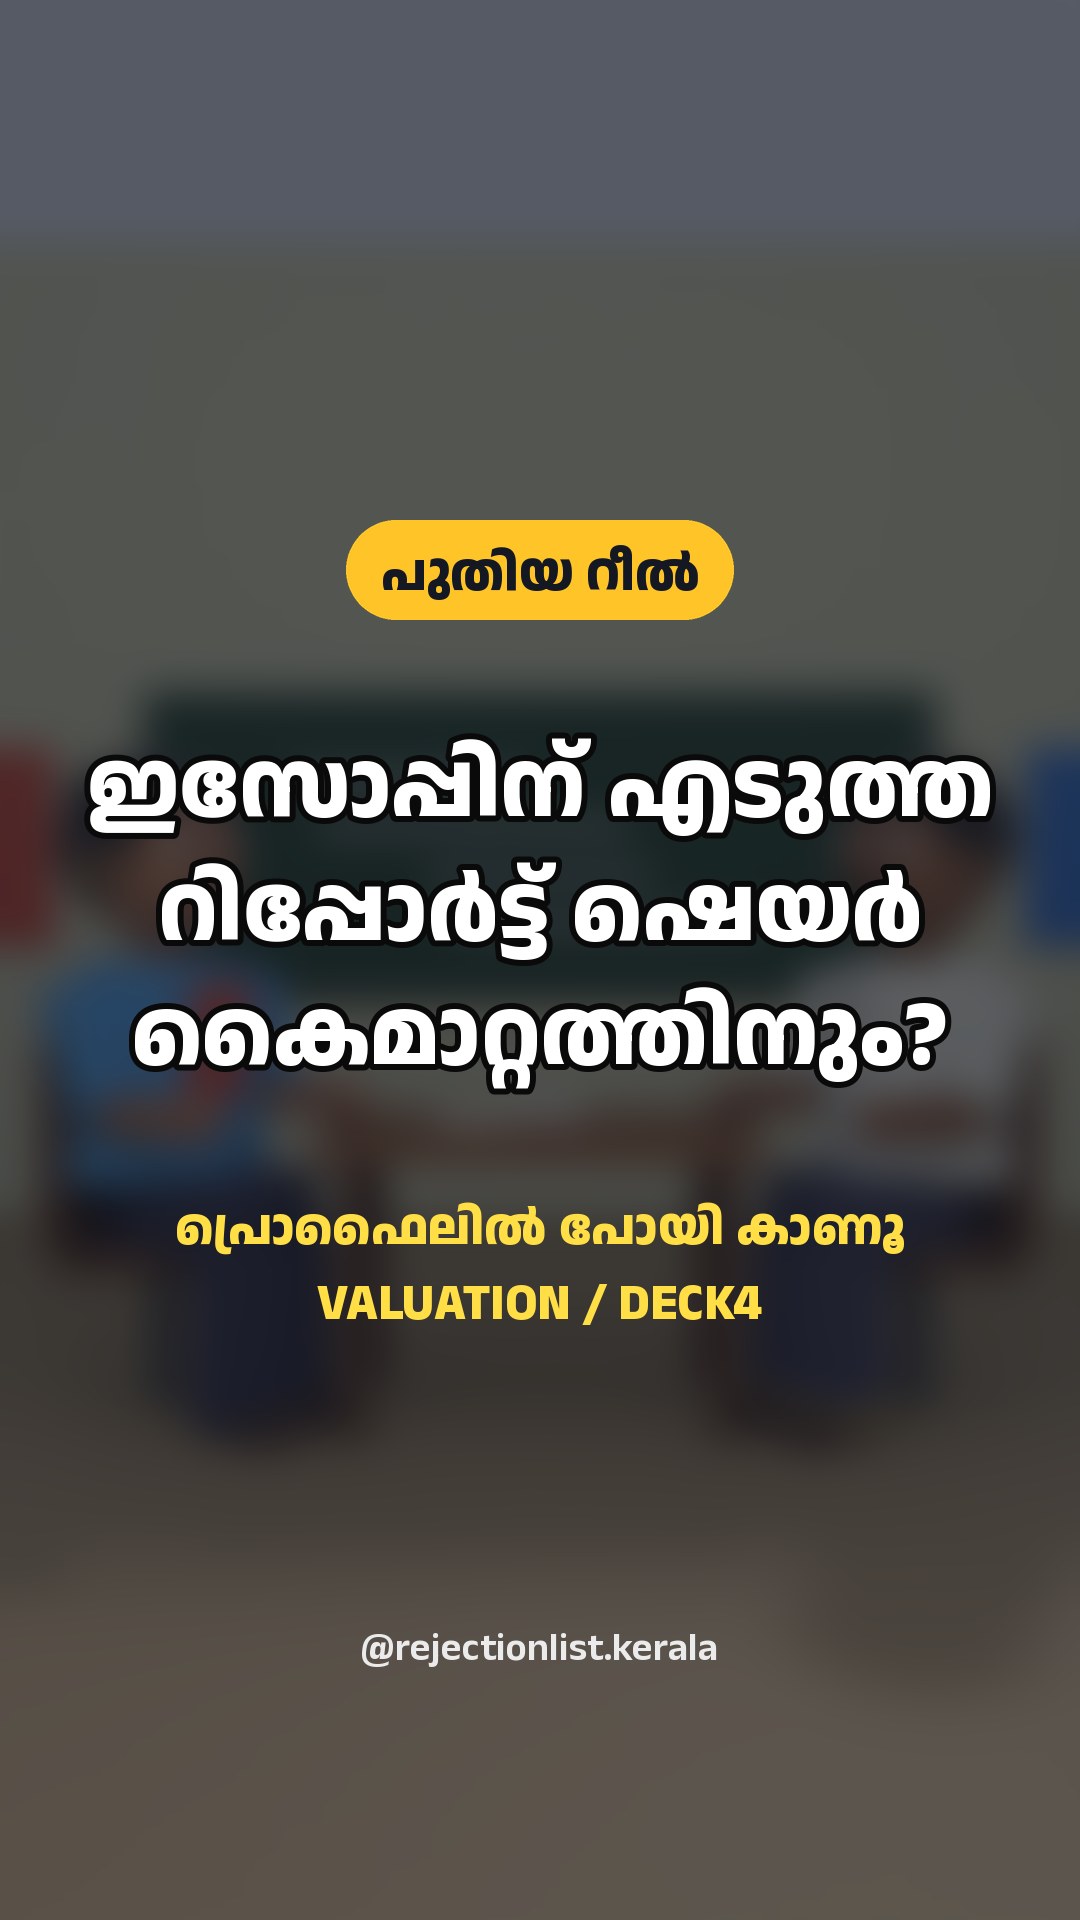 പുതിയ റീൽ
ഇസോപ്പിന് എടുത്ത
റിപ്പോർട്ട് ഷെയർ
കൈമാറ്റത്തിനും?
പ്രൊഫൈലിൽ പോയി കാണൂ
VALUATION / DECK4
@rejectionlist.kerala